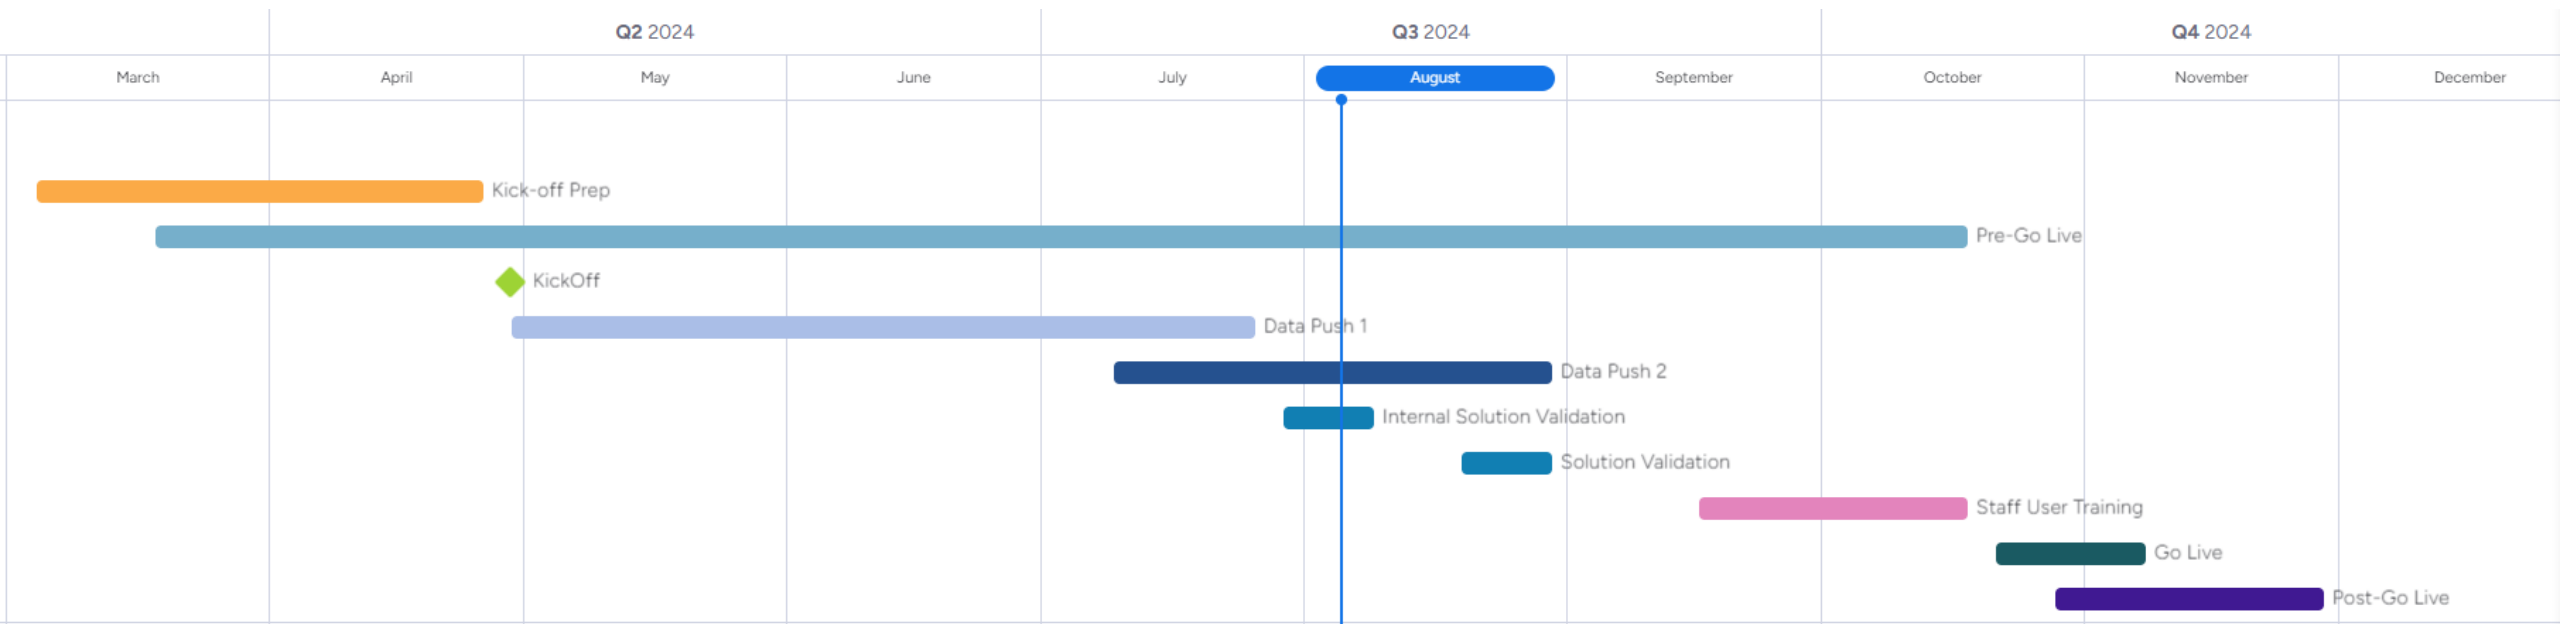 Q2 2024 Q3 2024 Q4 2024
March April May June July August September October November December
Kick-off Prep
Pre-Go Live
KickOff
Data Push 1
Data Push 2
Internal Solution Validation
Solution Validation
Staff User Training
Go Live
Post-Go Live